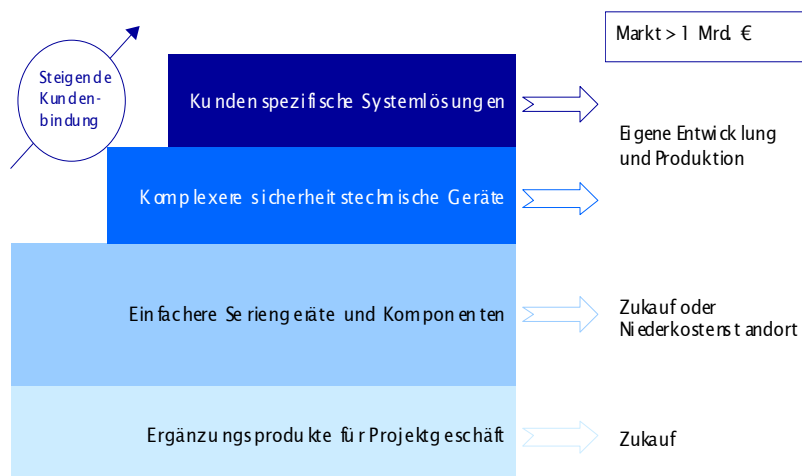 Markt > 1 Mrd. €
Steigende
Kunden-
bindung
Kundenspezifische Systemlösungen
Eigene Entwicklung
und Produktion
Komplexere sicherheitstechnische Geräte
Einfachere Seriengeräte und Komponenten
Zukauf oder
Niederkostenstandort
Ergänzungsprodukte für Projektgeschäft
Zukauf